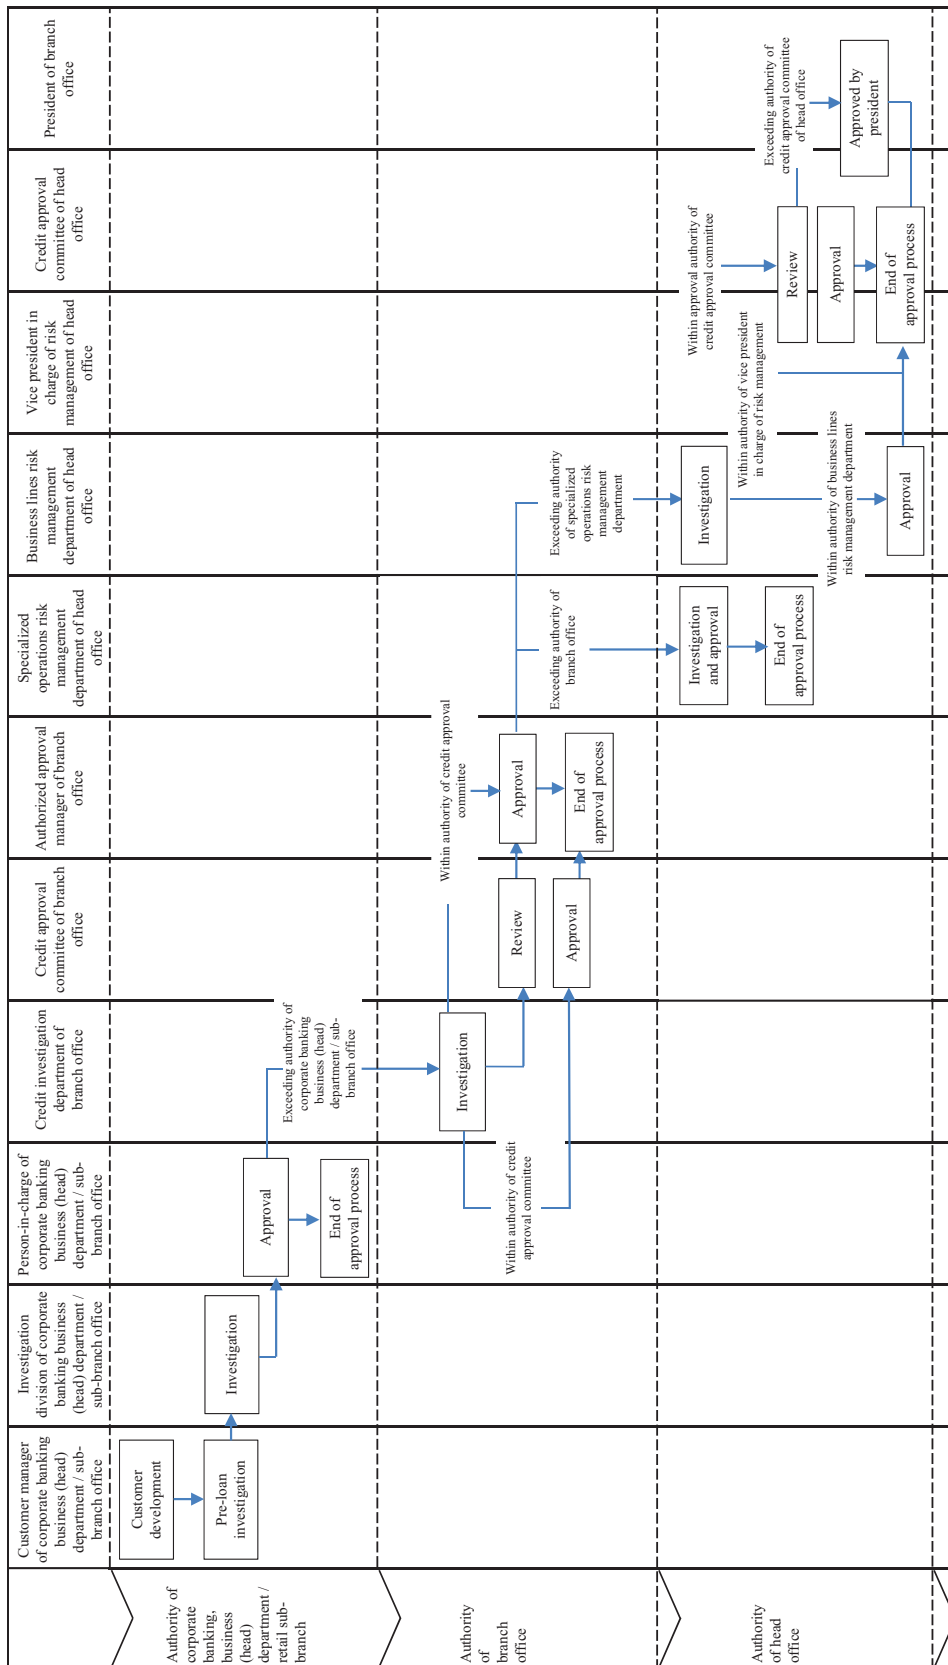 Customer manager
of corporate banking
business (head)
department / sub-
branch office
Investigation
division of corporate
banking business
(head) department /
sub-branch office
Person-in-charge of
corporate banking
business (head)
department / sub-
branch office
Credit investigation
department of
branch office
Credit approval
committee of branch
office
Authorized approval
manager of branch
office
Specialized
operations risk
management
department of head
office
Business lines risk
management
department of head
office
Vice president in
charge of risk
management of head
office
Credit approval
committee of head
office
President of branch
office
Authority of
corporate
banking,
business
(head)
department /
retail sub-
branch
Customer
development
Pre-loan
investigation
Investigation
Approval
End of
approval process
Exceeding authority of
corporate banking
business (head)
department / sub-
branch office
Authority
of branch
office
Investigation
Within authority of credit
approval committee
Within authority of credit approval
committee
Review
Approval
Approval
End of
approval process
Exceeding authority of
branch office
Exceeding authority
of specialized
operations risk
management
department
Authority
of head
office
Investigation
and approval
End of
approval process
Investigation
Within authority of vice president
in charge of risk management
Within authority of business lines
risk management department
Approval
Within approval authority of
credit approval committee
Review
Approval
End of
approval process
Exceeding authority of
credit approval committee
of head office
Approved by
president